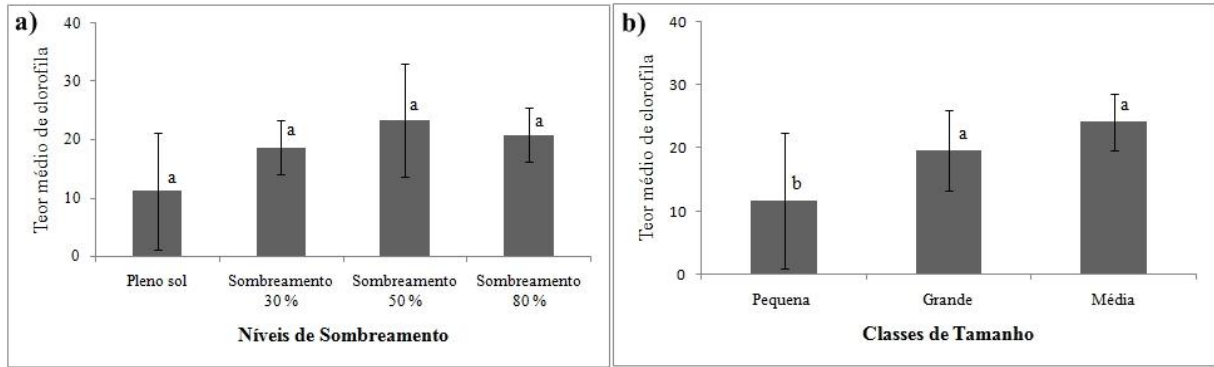 a)
Teor médio de clorofila
40
30
20
10
0
a
a
a
a
Pleno sol
Sombreamento 30 %
Sombreamento 50 %
Sombreamento 80 %
Níveis de Sombreamento
b)
Teor médio de clorofila
40
30
20
10
0
b
a
a
Pequena
Grande
Média
Classes de Tamanho